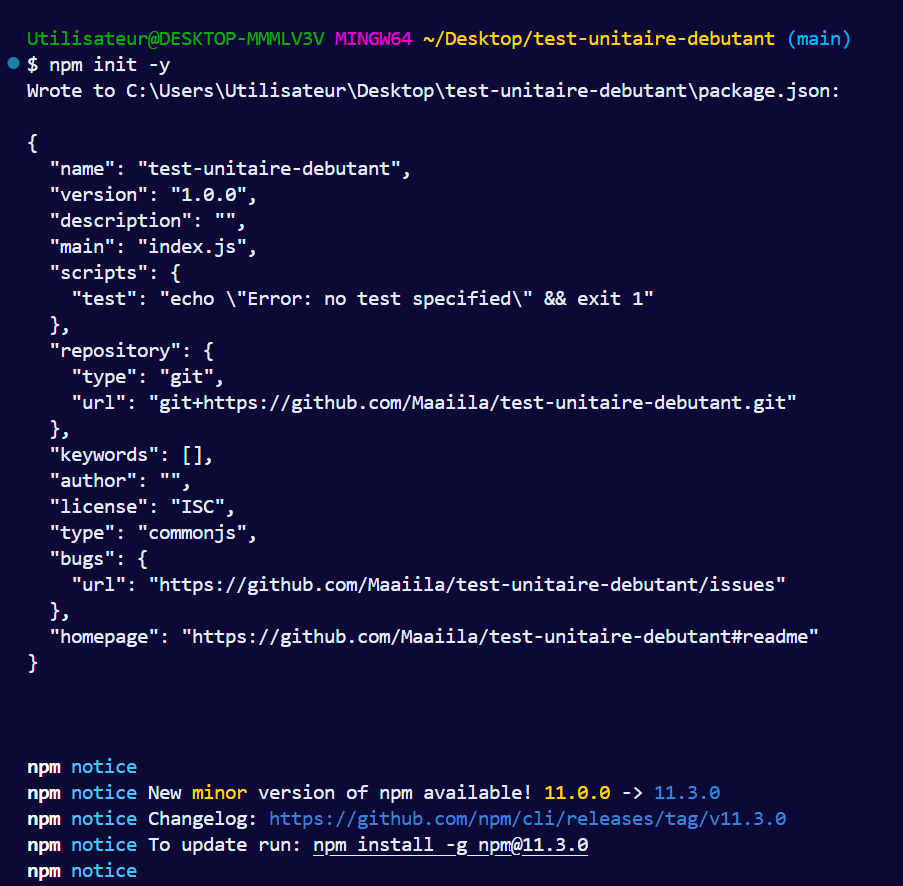 Utilisateur@DESKTOP-MMMLV3V MINGW64 ~/Desktop/test-unitaire-debutant (main)
$ npm init -y
Wrote to C:\Users\Utilisateur\Desktop\test-unitaire-debutant\package.json:

{
  "name": "test-unitaire-debutant",
  "version": "1.0.0",
  "description": "",
  "main": "index.js",
  "scripts": {
    "test": "echo \"Error: no test specified\" && exit 1"
  },
  "repository": {
    "type": "git",
    "url": "git+https://github.com/Maaiila/test-unitaire-debutant.git"
  },
  "keywords": [],
  "author": "",
  "license": "ISC",
  "type": "commonjs",
  "bugs": {
    "url": "https://github.com/Maaiila/test-unitaire-debutant/issues"
  },
  "homepage": "https://github.com/Maaiila/test-unitaire-debutant#readme"
}

npm notice
npm notice New minor version of npm available! 11.0.0 -> 11.3.0
npm notice Changelog: https://github.com/npm/cli/releases/tag/v11.3.0
npm notice To update run: npm install -g npm@11.3.0
npm notice